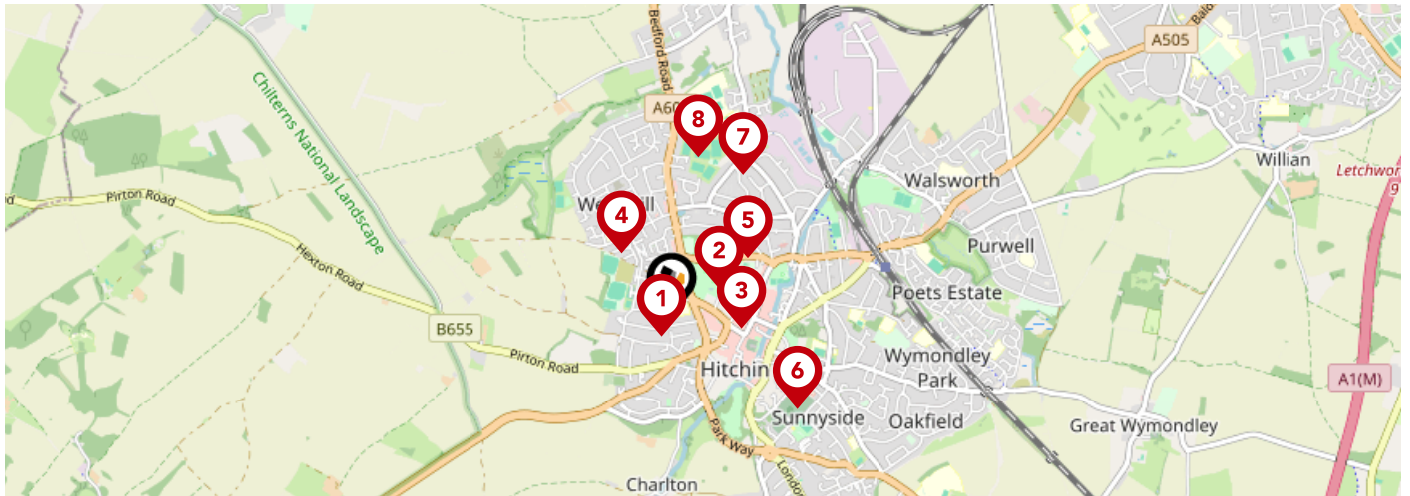 Bedford Road
A505
Chilterns National Landscape
8
7
Willian
Letchwor
9
Walsworth
Pirton Road
4
5
Purwell
2
Hexton Road
3
1
Poets Estate
B655
Wymondley
Park
Pirton Road
Hitchin
6
A1(M)
Sunnyside
Oakfield
Great Wymondley
Park Way
London
Charlton